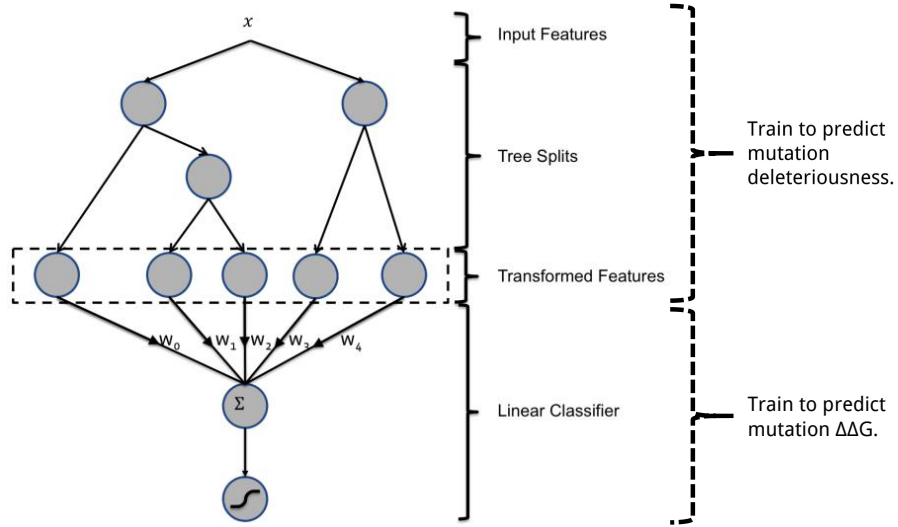 x
Input Features
Train to predict
mutation
deleteriousness.
Tree Splits
Transformed Features
W₀ W₁ W₂ W₃ W₄
Σ
Linear Classifier
Train to predict
mutation ΔΔG.